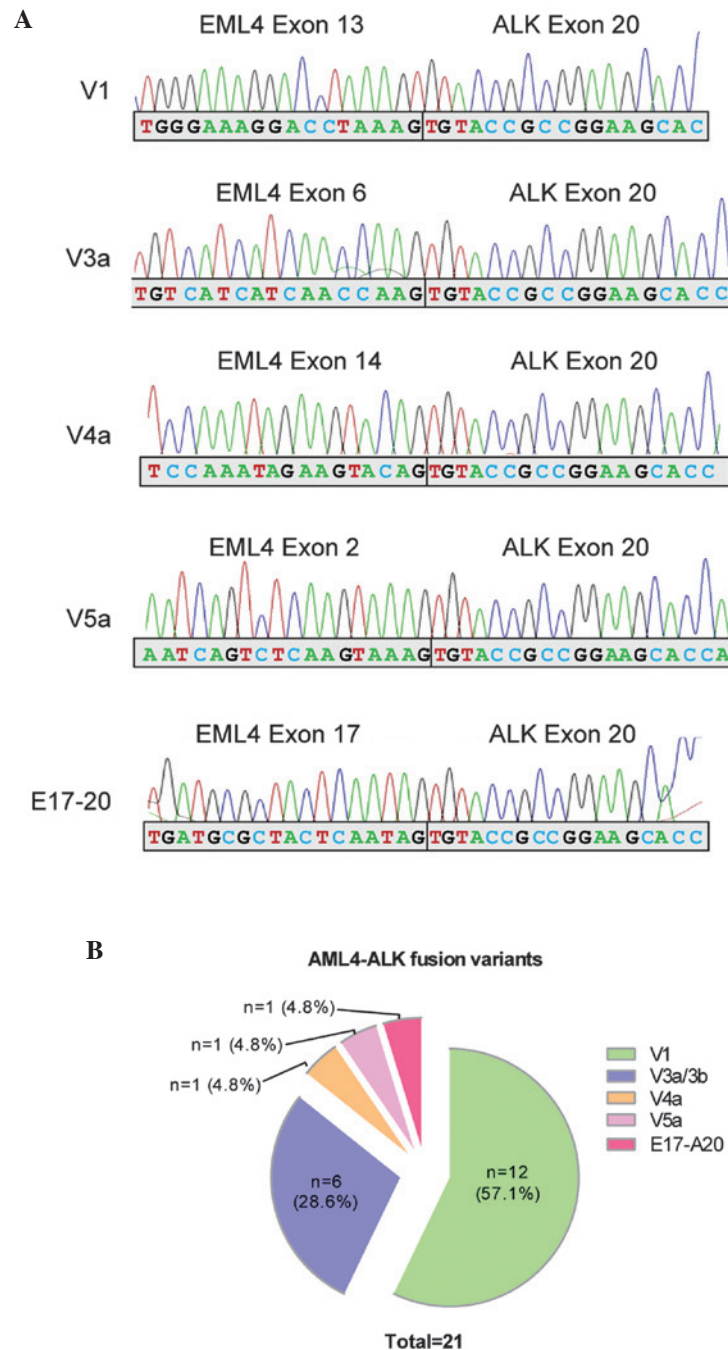 A
EML4 Exon 13 ALK Exon 20
V1
TGGGAAAGGACCTAAAGTGTACCGCCGGAAGCAC
EML4 Exon 6 ALK Exon 20
V3a
TGTCATCATCAACCAAGTGTACCGCCGGAAGCACC
EML4 Exon 14 ALK Exon 20
V4a
TCCAAATAGAAGTACAGTGTACCGCCGGAAGCACC
EML4 Exon 2 ALK Exon 20
V5a
AATCAGTCTCAAGTAAAGTGTACCGCCGGAAGCACCA
EML4 Exon 17 ALK Exon 20
E17-20
TGATGCGCTACTCAATAGTGTACCGCCGGAAGCACC
B
AML4-ALK fusion variants
n=1 (4.8%)
n=1 (4.8%)
n=1 (4.8%)
n=6
(28.6%)
n=12
(57.1%)
V1
V3a/3b
V4a
V5a
E17-A20
Total=21